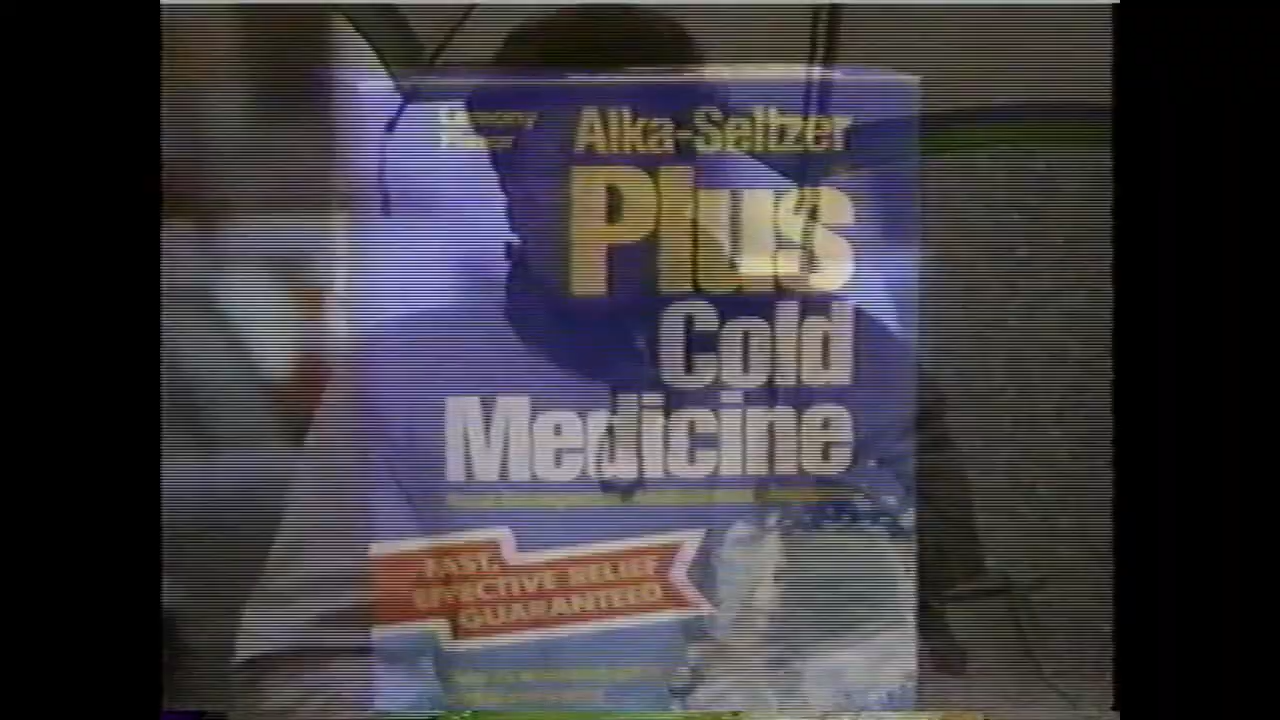 Alka-Seltzer
Plus
Cold
Medicine
FAST,
EFFECTIVE RELIEF
GUARANTEED